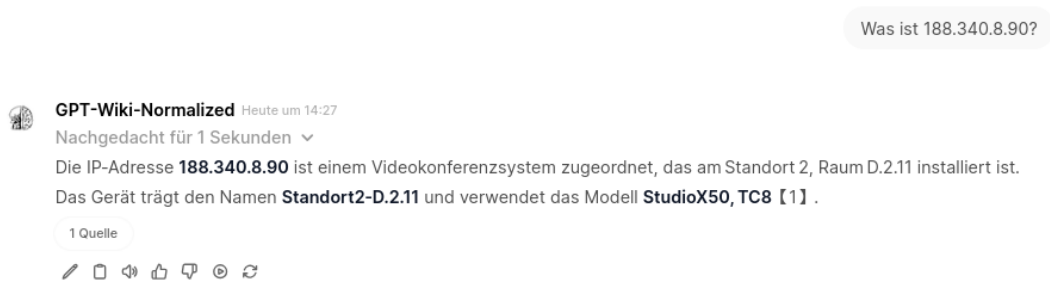 Was ist 188.340.8.90?
GPT-Wiki-Normalized Heute um 14:27
Nachgedacht für 1 Sekunden
Die IP-Adresse 188.340.8.90 ist einem Videokonferenzsystem zugeordnet, das am Standort 2, Raum D.2.11 installiert ist.
Das Gerät trägt den Namen Standort2-D.2.11 und verwendet das Modell StudioX50, TC8【1】.
1 Quelle